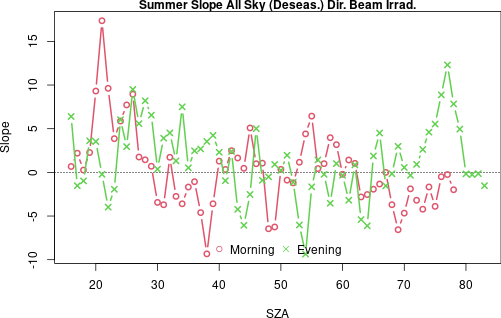 Summer Slope All Sky (Deseas.) Dir. Beam Irrad.
Slope
15
10
5
0
-5
-10
Morning Evening
20 30 40 50 60 70 80
SZA